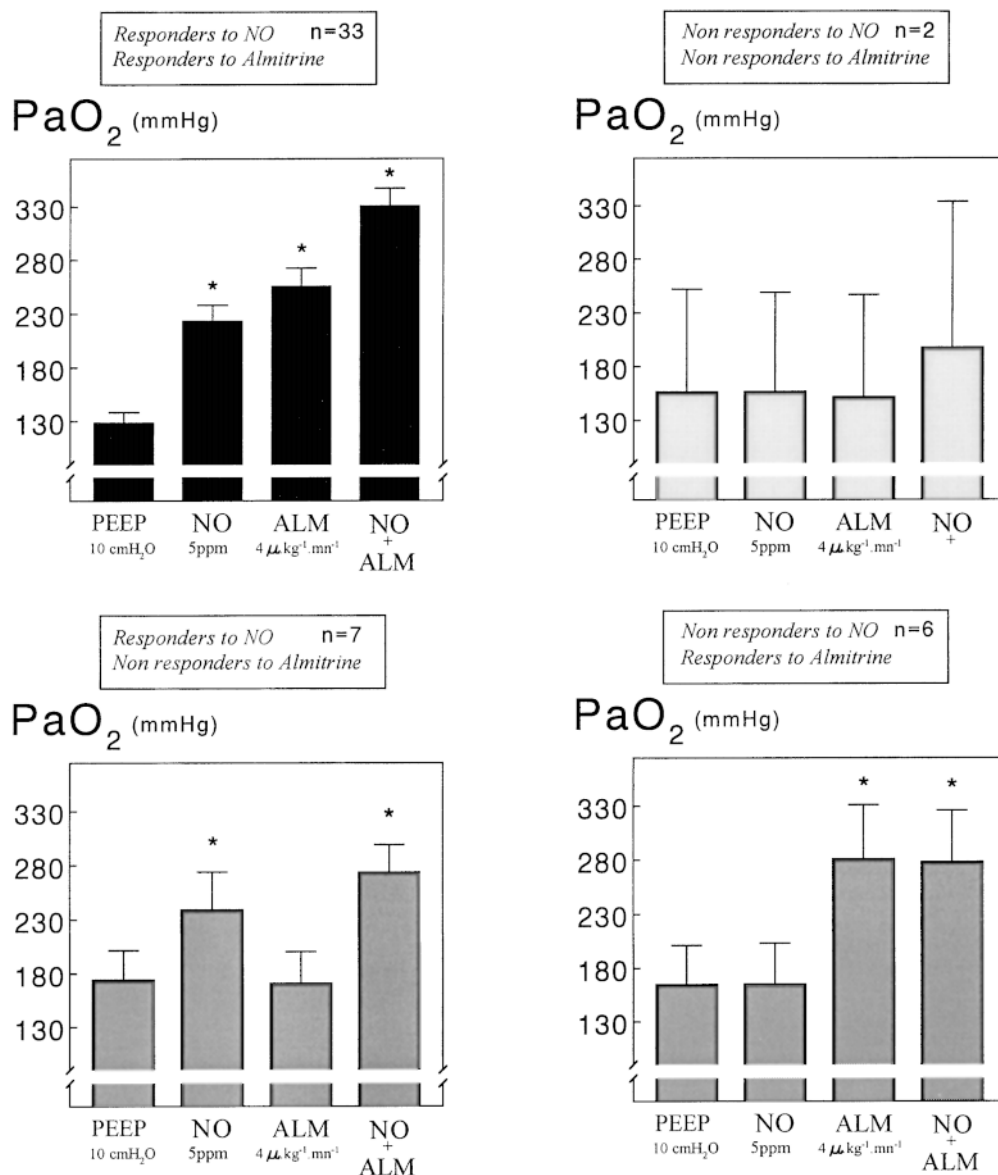 Responders to NO n=33
Responders to Almitrine
PaO2 (mmHg)
330
280
230
180
130
* * *
PEEP NO ALM NO
10 cmH2O 5ppm 4 μ kg-1.mn-1 +
ALM
Non responders to NO n=2
Non responders to Almitrine
PaO2 (mmHg)
330
280
230
180
130
PEEP NO ALM NO
10 cmH2O 5ppm 4 μ kg-1.mn-1 +
Responders to NO n=7
Non responders to Almitrine
PaO2 (mmHg)
330
280
230
180
130
* *
PEEP NO ALM NO
10 cmH2O 5ppm 4 μ kg-1.mn-1 +
ALM
Non responders to NO n=6
Responders to Almitrine
PaO2 (mmHg)
330
280
230
180
130
* *
PEEP NO ALM NO
10 cmH2O 5ppm 4 μ kg-1.mn-1 +
ALM